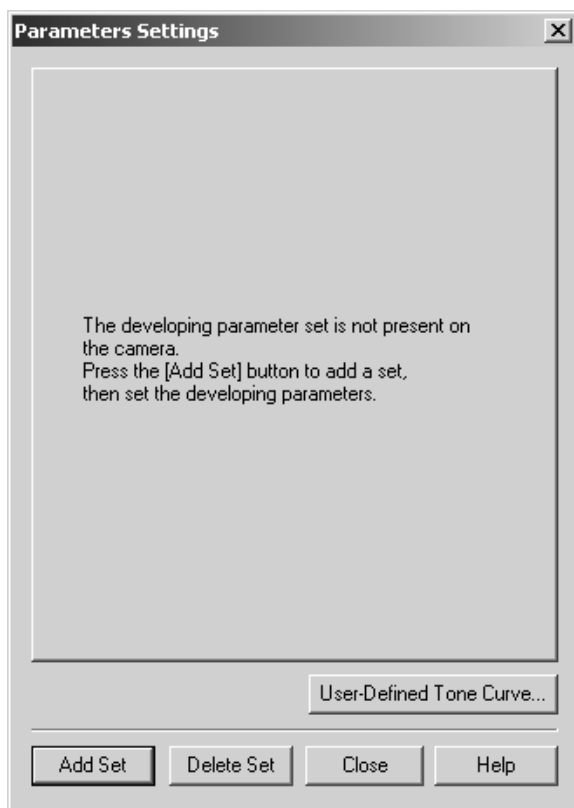 Parameters Settings
The developing parameter set is not present on
the camera.
Press the [Add Set] button to add a set,
then set the developing parameters.
User-Defined Tone Curve...
Add Set
Delete Set
Close
Help